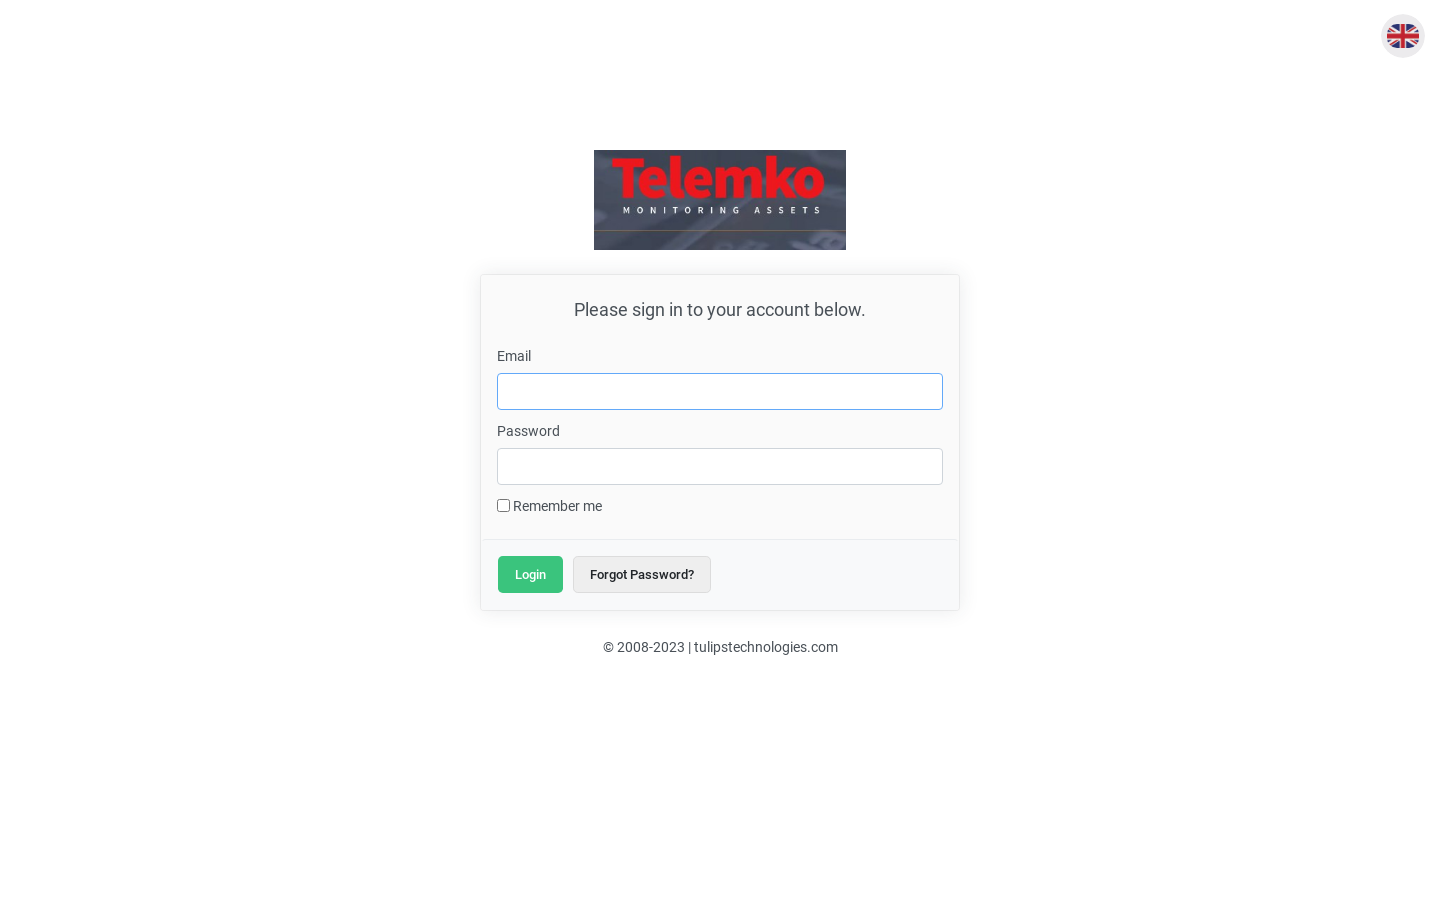 Telemko
MONITORING ASSETS
Please sign in to your account below.
Email
Password
Remember me
Login
Forgot Password?
© 2008-2023 | tulipstechnologies.com